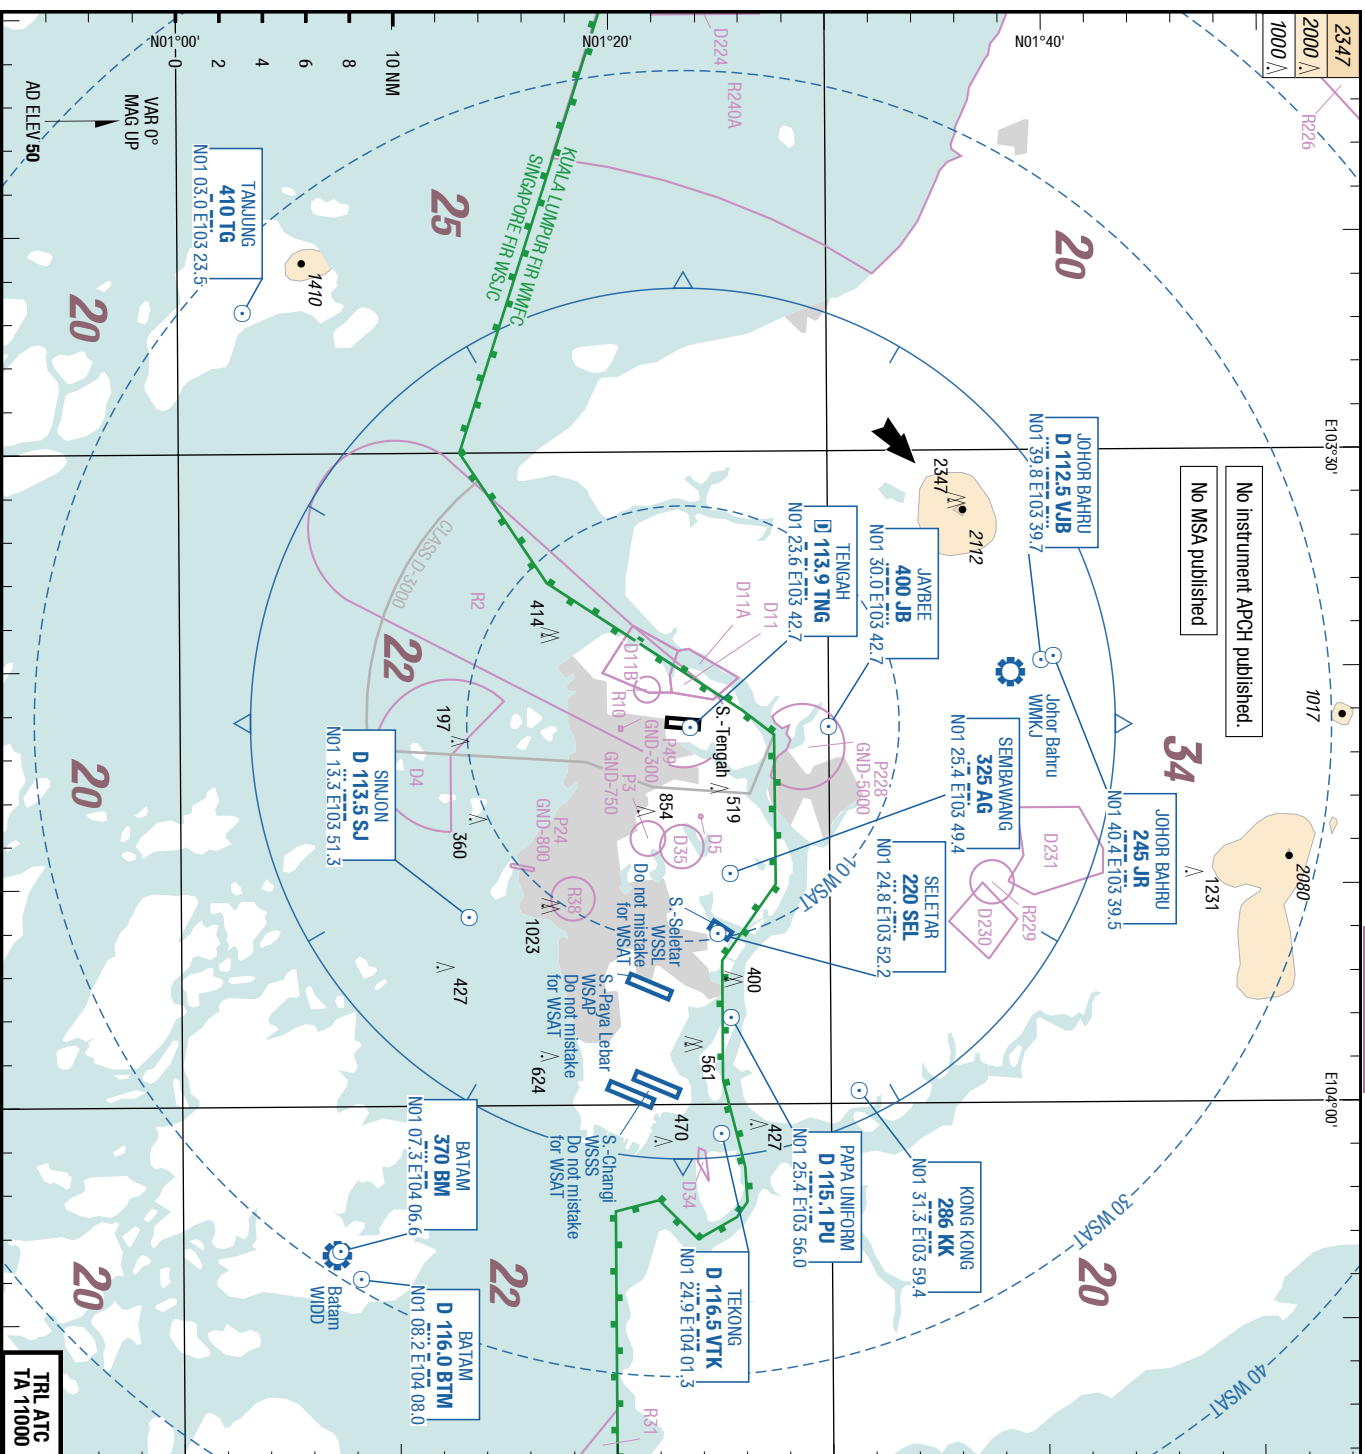 2347
2000
1000
R226
No instrument APCH published.
No MSA published
E103°30'
E104°00'
N01°00'
N01°20'
N01°40'
0
2
4
6
8
10 NM
VAR 0°
MAG UP
AD ELEV 50
D224
R240A
KUALA LUMPUR FIR WMFC
SINGAPORE FIR WSJC
25
20
20
20
20
20
22
22
34
TANJUNG
410 TG
N01 03.0 E103 23.5
1410
JOHOR BAHRU
D 112.5 VJB
N01 39.8 E103 39.7
2347
2112
1017
JAYBEE
400 JB
N01 30.0 E103 42.7
TENGAH
D 113.9 TNG
N01 23.6 E103 42.7
Johor Bahru
WMKJ
JOHOR BAHRU
245 JR
N01 40.4 E103 39.5
1231
2080
SEMBAWANG
325 AG
N01 25.4 E103 49.4
SELETAR
220 SEL
N01 24.8 E103 52.2
D231
R229
D230
P228
GND-5000
D11
D11A
D11B
R10
P49
GND-300
P3
GND-750
S.-Tengah
519
854
D5
D35
414
CLASS D-3000
R2
D4
197
360
SINJON
D 113.5 SJ
N01 13.3 E103 51.3
P24
GND-800
R38
1023
427
10 WSAT
S.-Seletar
WSSL
Do not mistake
for WSAT
S.-Paya Lebar
WSAP
Do not mistake
for WSAT
400
561
624
470
427
S.-Changi
WSSS
Do not mistake
for WSAT
D34
KONG KONG
286 KK
N01 31.3 E103 59.4
PAPA UNIFORM
D 115.1 PU
N01 25.4 E103 56.0
TEKONG
D 116.5 VTK
N01 24.9 E104 01.3
BATAM
370 BM
N01 07.3 E104 06.6
BATAM
D 116.0 BTM
N01 08.2 E104 08.0
Batam
WIDD
30 WSAT
40 WSAT
R31
TRL ATC
TA 11000